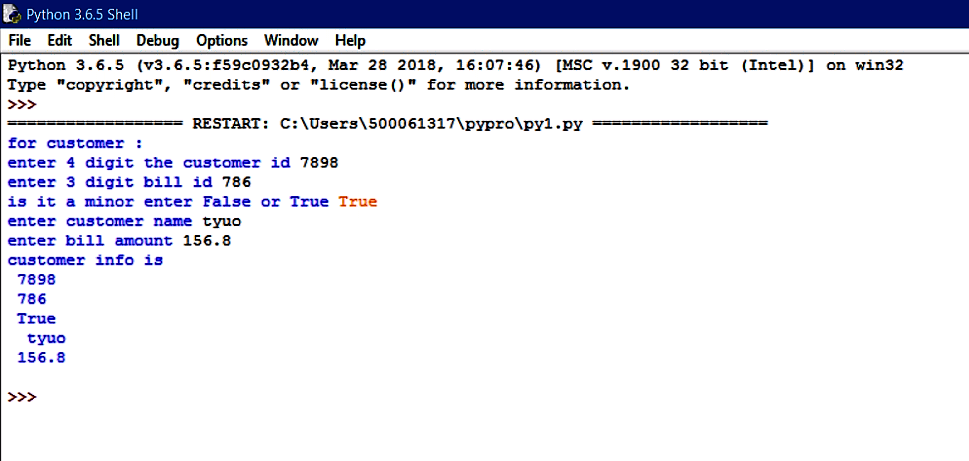 Python 3.6.5 Shell
File Edit Shell Debug Options Window Help
Python 3.6.5 (v3.6.5:f59c0932b4, Mar 28 2018, 16:07:46) [MSC v.1900 32 bit (Intel)] on win32
Type "copyright", "credits" or "license()" for more information.
>>>
================== RESTART: C:\Users\500061317\pypro\py1.py ==================
for customer :
enter 4 digit the customer id 7898
enter 3 digit bill id 786
is it a minor enter False or True True
enter customer name tyuo
enter bill amount 156.8
customer info is
 7898
 786
 True
  tyuo
 156.8
>>>